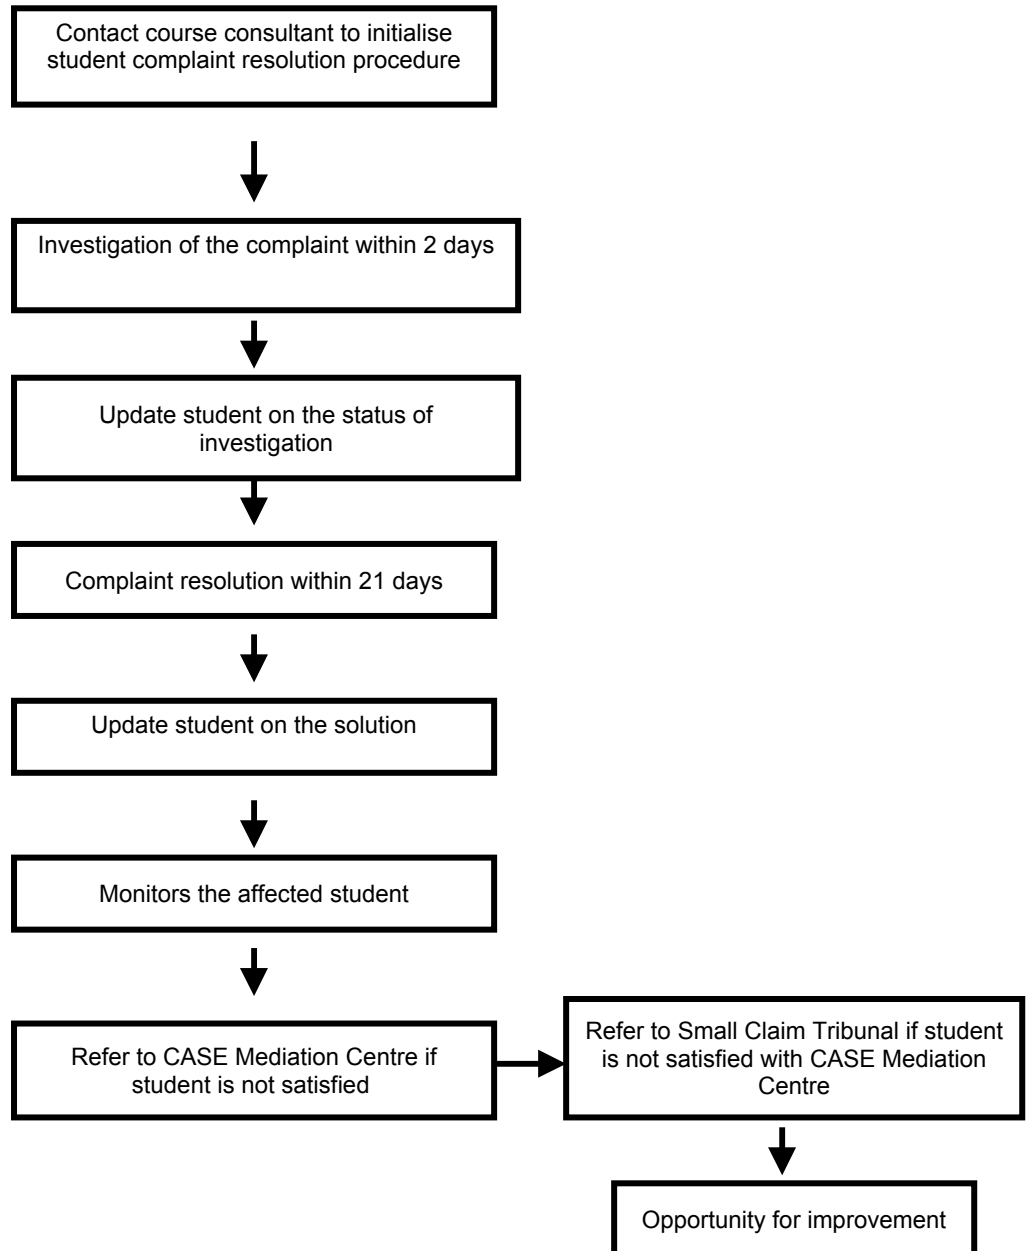 Contact course consultant to initialise
student complaint resolution procedure
Investigation of the complaint within 2 days
Update student on the status of
investigation
Complaint resolution within 21 days
Update student on the solution
Monitors the affected student
Refer to CASE Mediation Centre if
student is not satisfied
Refer to Small Claim Tribunal if student
is not satisfied with CASE Mediation
Centre
Opportunity for improvement